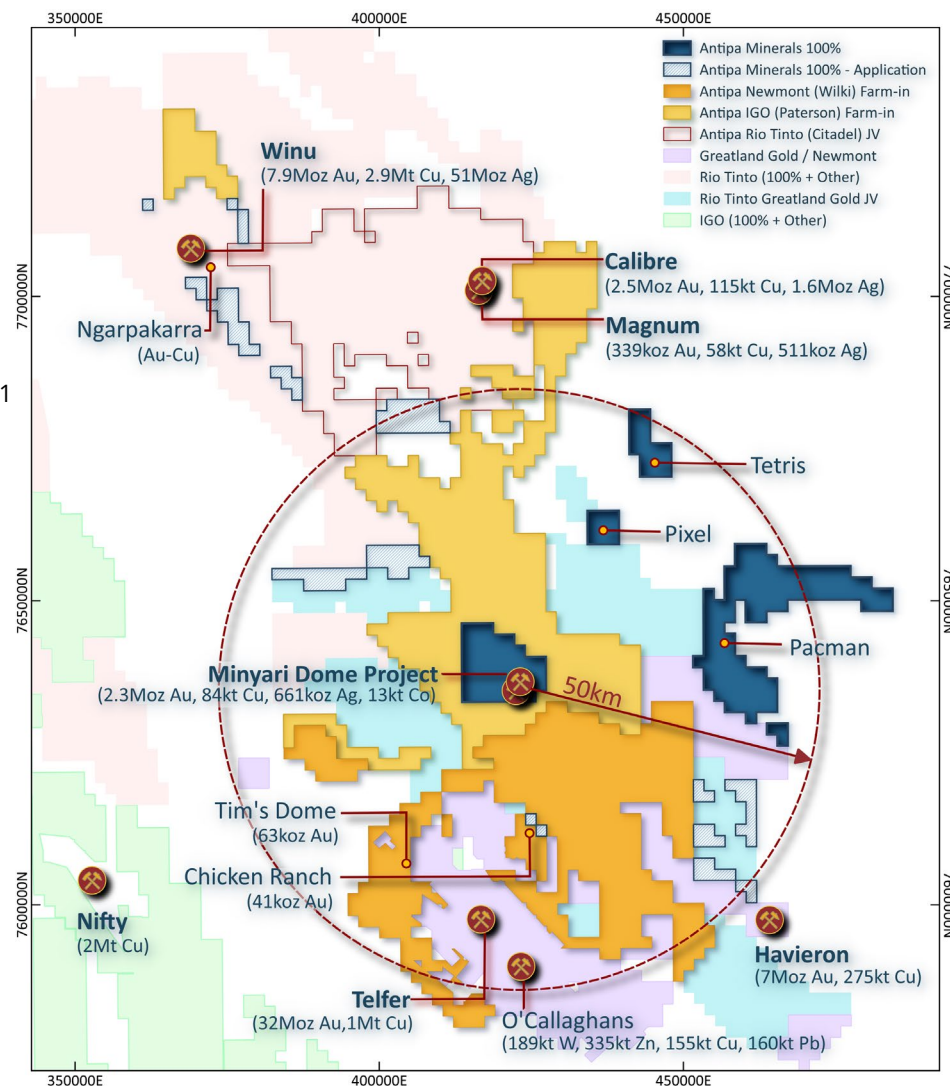 350000E
400000E
450000E
Antipa Minerals 100%
Antipa Minerals 100% - Application
Antipa Newmont (Wilki) Farm-in
Antipa IGO (Paterson) Farm-in
Antipa Rio Tinto (Citadel) JV
Greatland Gold / Newmont
Rio Tinto (100% + Other)
Rio Tinto Greatland Gold JV
IGO (100% + Other)
Winu
(7.9Moz Au, 2.9Mt Cu, 51Moz Ag)
Calibre
(2.5Moz Au, 115kt Cu, 1.6Moz Ag)
7700000N
Magnum
(339koz Au, 58kt Cu, 511koz Ag)
Ngarpakarra
(Au-Cu)
1
Tetris
Pixel
7650000N
Pacman
Minyari Dome Project
(2.3Moz Au, 84kt Cu, 661koz Ag, 13kt Co)
50km
Tim's Dome
(63koz Au)
Chicken Ranch
(41koz Au)
7600000N
Nifty
(2Mt Cu)
Havieron
(7Moz Au, 275kt Cu)
Telfer
(32Moz Au,1Mt Cu)
O'Callaghans
(189kt W, 335kt Zn, 155kt Cu, 160kt Pb)
350000E
400000E
450000E